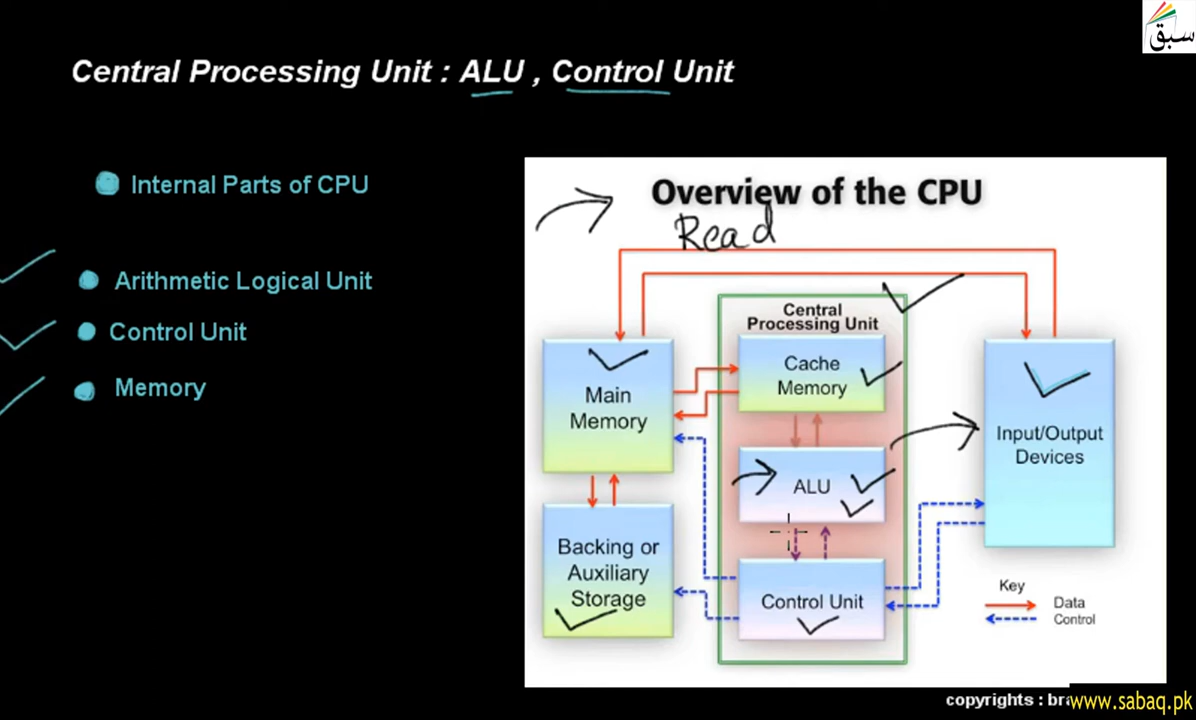 سبق
Central Processing Unit : ALU , Control Unit
Internal Parts of CPU
Arithmetic Logical Unit
Control Unit
Memory
Overview of the CPU
Read
Central
Processing Unit
Cache
Memory
Main
Memory
ALU
Input/Output
Devices
Backing or
Auxiliary
Storage
Control Unit
Key
Data
Control
copyrights : bra
www.sabaq.pk